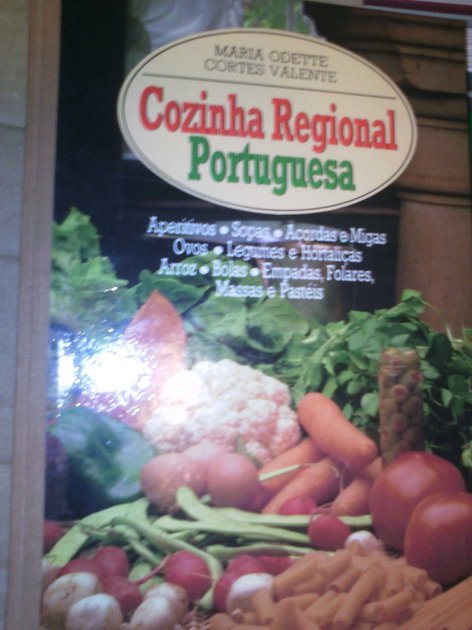 MARIA ODETTE
CORTES VALENTE
Cozinha Regional
Portuguesa
Aperitivos • Sopas • Açordas e Migas
Ovos • Legumes e Hortaliças
Arroz • Bolas • Empadas, Folares,
Massas e Pastéis